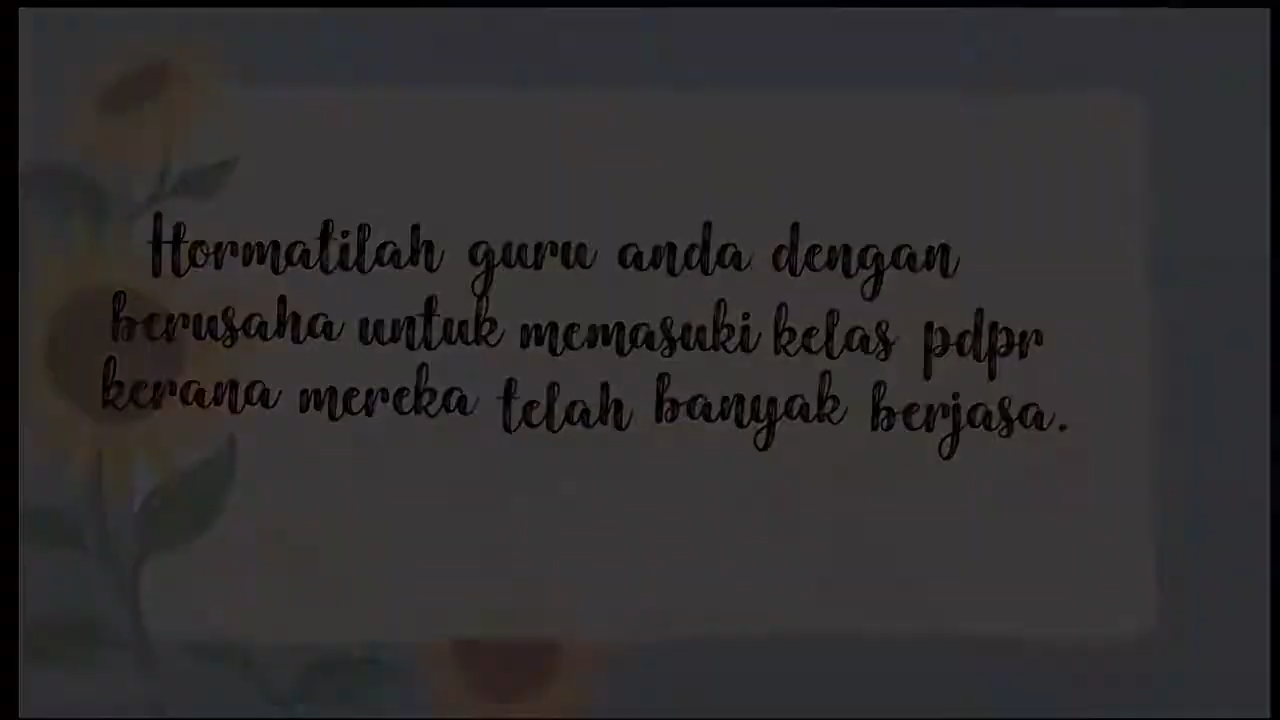 Hormatilah guru anda dengan
berusaha untuk memasuki kelas pdpr
kerana mereka telah banyak berjasa.